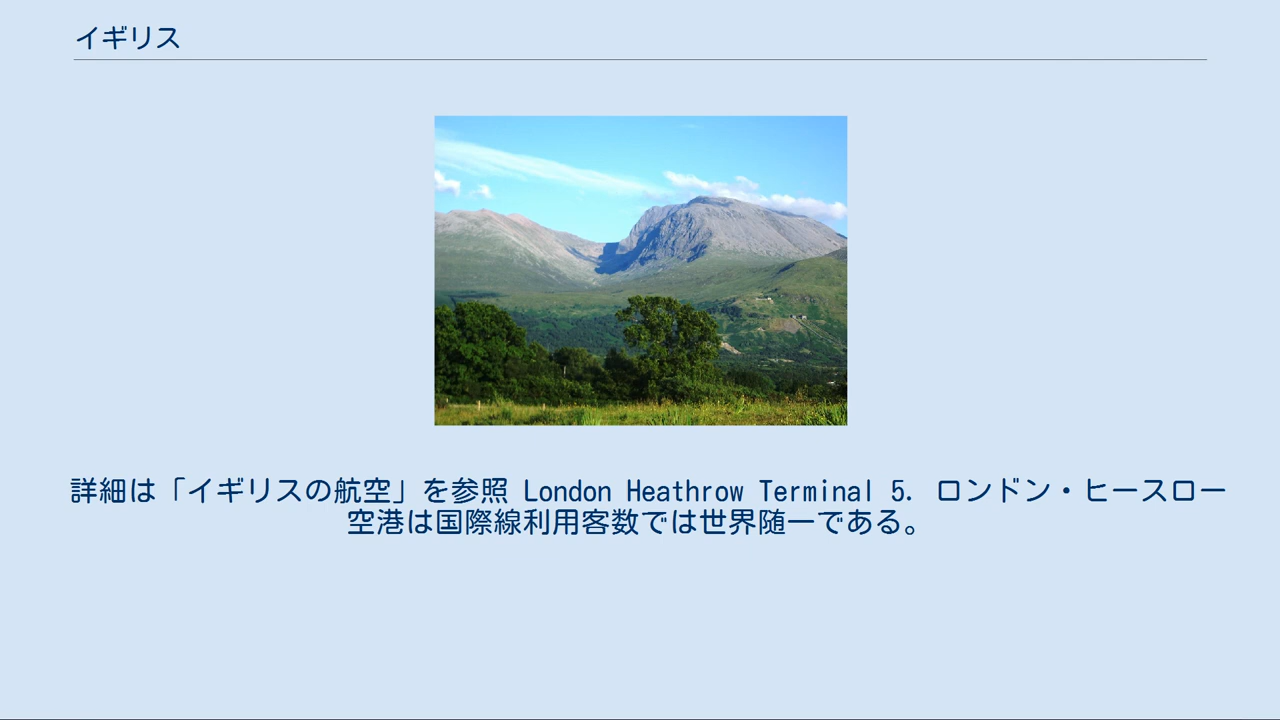 イギリス
詳細は「イギリスの航空」を参照 London Heathrow Terminal 5. ロンドン・ヒースロー
空港は国際線利用客数では世界随一である。